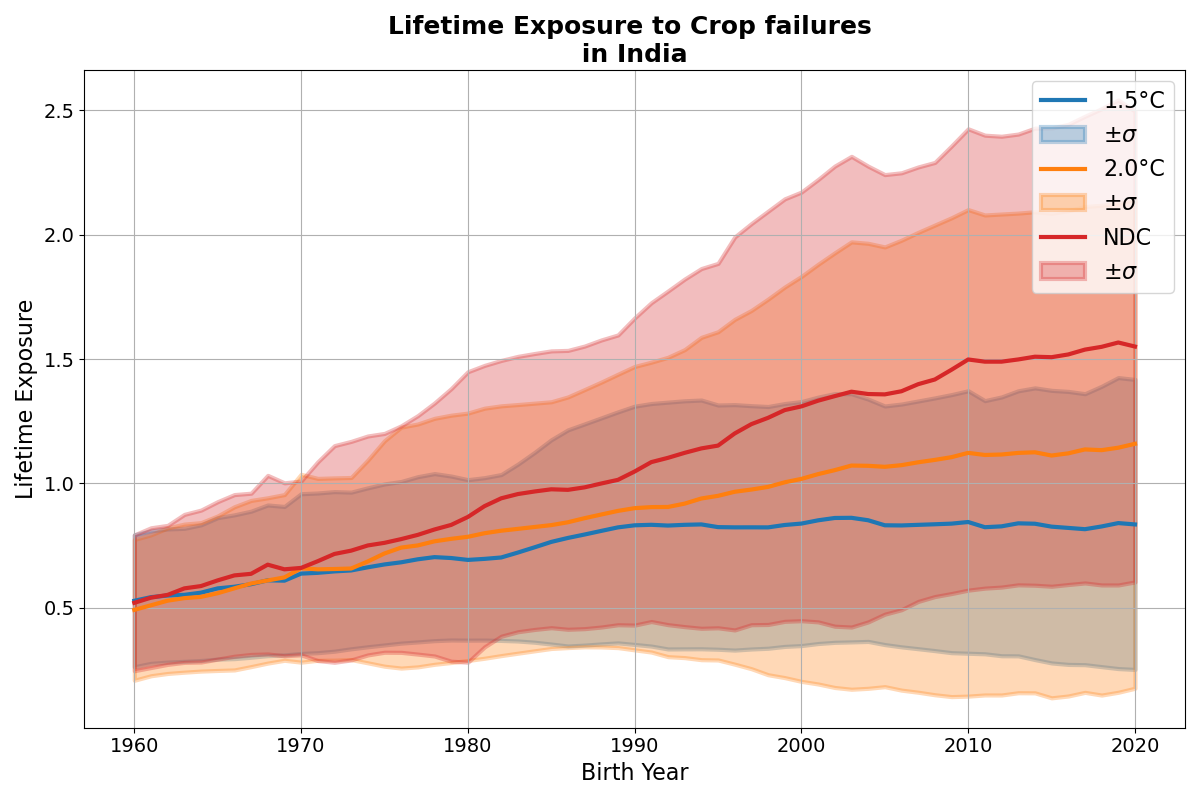 Lifetime Exposure to Crop failures
in India
1.5°C
±σ
2.0°C
±σ
NDC
±σ
Lifetime Exposure
2.5
2.0
1.5
1.0
0.5
1960 1970 1980 1990 2000 2010 2020
Birth Year